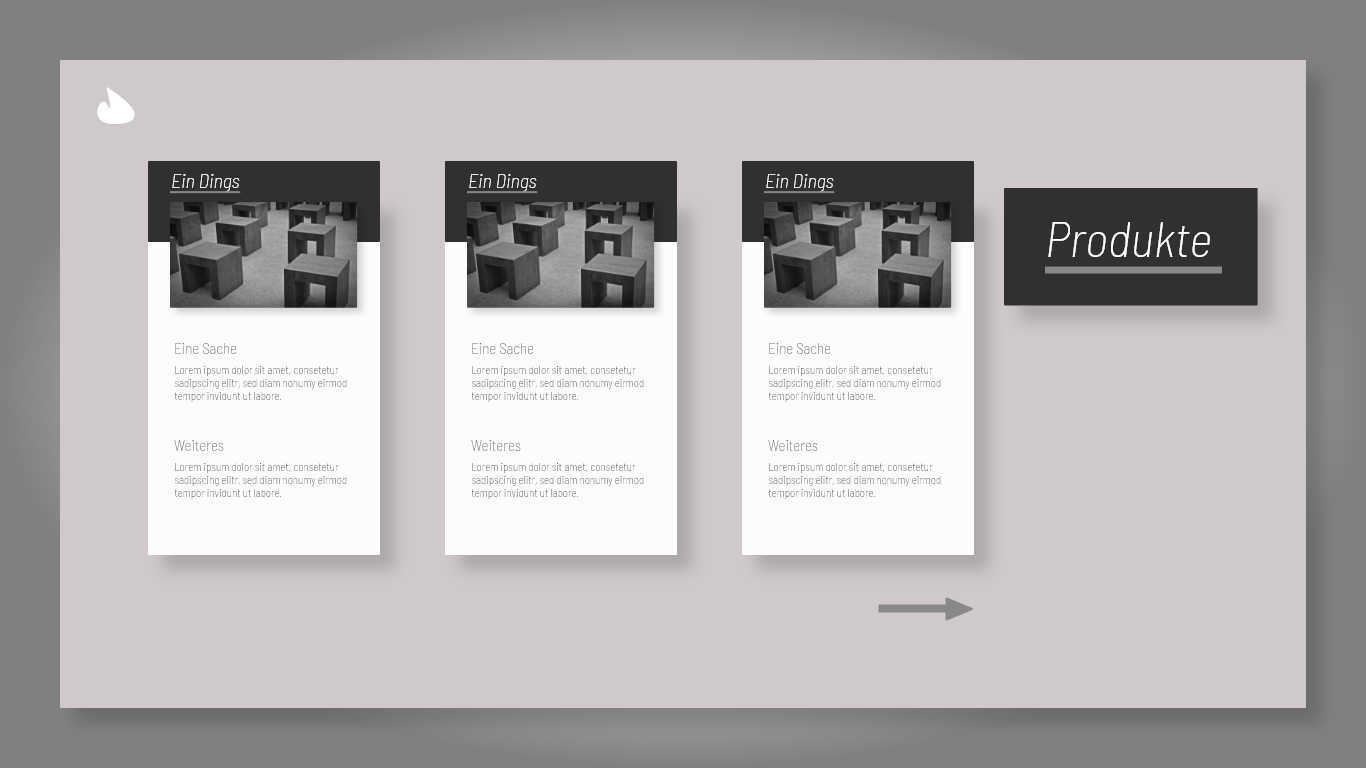 Ein Dings
Eine Sache
Lorem ipsum dolor sit amet, consetetur
sadipscing elitr, sed diam nonumy eirmod
tempor invidunt ut labore.
Weiteres
Lorem ipsum dolor sit amet, consetetur
sadipscing elitr, sed diam nonumy eirmod
tempor invidunt ut labore.
Ein Dings
Eine Sache
Lorem ipsum dolor sit amet, consetetur
sadipscing elitr, sed diam nonumy eirmod
tempor invidunt ut labore.
Weiteres
Lorem ipsum dolor sit amet, consetetur
sadipscing elitr, sed diam nonumy eirmod
tempor invidunt ut labore.
Ein Dings
Eine Sache
Lorem ipsum dolor sit amet, consetetur
sadipscing elitr, sed diam nonumy eirmod
tempor invidunt ut labore.
Weiteres
Lorem ipsum dolor sit amet, consetetur
sadipscing elitr, sed diam nonumy eirmod
tempor invidunt ut labore.
Produkte